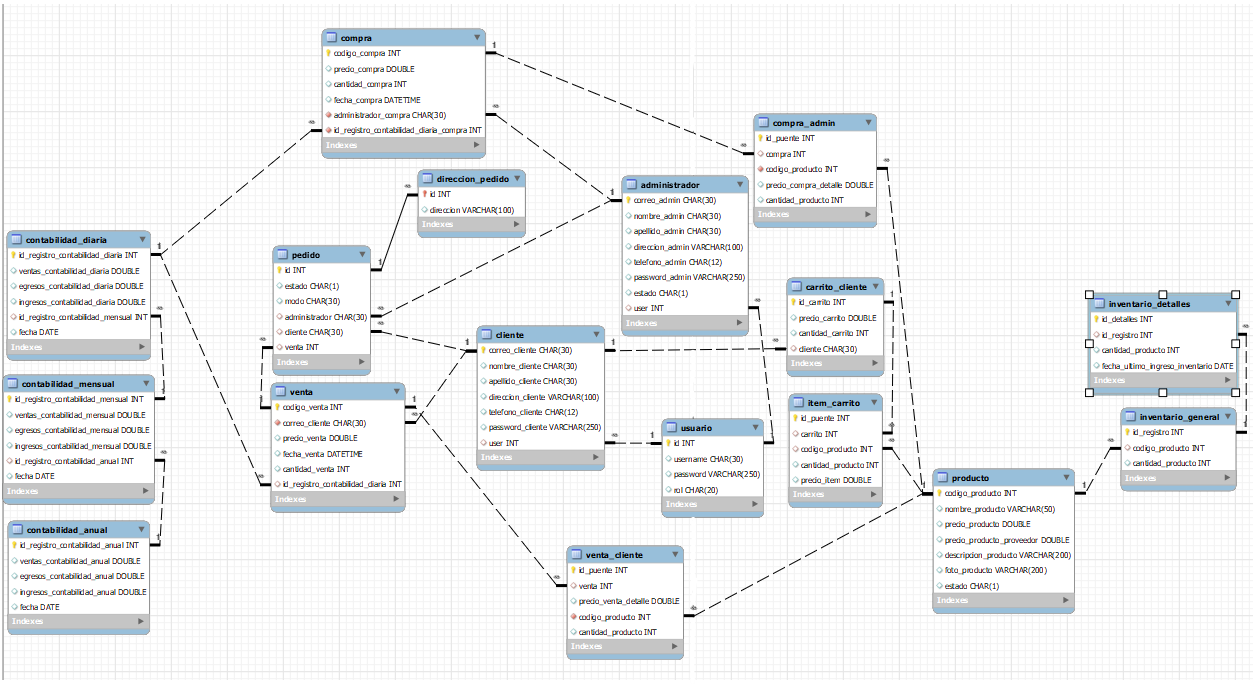 compra
codigo_compra INT
precio_compra DOUBLE
cantidad_compra INT
fecha_compra DATETIME
administrador_compra CHAR(30)
id_registro_contabilidad_diaria_compra INT
Indexes
compra_admin
id_puente INT
compra INT
codigo_producto INT
precio_compra_detalle DOUBLE
cantidad_producto INT
Indexes
direccion_pedido
id INT
direccion VARCHAR(100)
Indexes
administrador
correo_admin CHAR(30)
nombre_admin CHAR(30)
apellido_admin CHAR(30)
direccion_admin VARCHAR(100)
telefono_admin CHAR(12)
password_admin VARCHAR(250)
estado CHAR(1)
user INT
Indexes
contabilidad_diaria
id_registro_contabilidad_diaria INT
ventas_contabilidad_diaria DOUBLE
egresos_contabilidad_diaria DOUBLE
ingresos_contabilidad_diaria DOUBLE
id_registro_contabilidad_mensual INT
fecha DATE
Indexes
pedido
id INT
estado CHAR(1)
modo CHAR(30)
administrador CHAR(30)
cliente CHAR(30)
venta INT
Indexes
carrito_cliente
id_carrito INT
precio_carrito DOUBLE
cantidad_carrito INT
cliente CHAR(30)
Indexes
inventario_detalles
id_detalles INT
id_registro INT
cantidad_producto INT
fecha_ultimo_ingreso_inventario DATE
Indexes
cliente
correo_cliente CHAR(30)
nombre_cliente CHAR(30)
apellido_cliente CHAR(30)
direccion_cliente VARCHAR(100)
telefono_cliente CHAR(12)
password_cliente VARCHAR(250)
user INT
Indexes
contabilidad_mensual
id_registro_contabilidad_mensual INT
ventas_contabilidad_mensual DOUBLE
egresos_contabilidad_mensual DOUBLE
ingresos_contabilidad_mensual DOUBLE
id_registro_contabilidad_anual INT
fecha DATE
Indexes
venta
codigo_venta INT
correo_cliente CHAR(30)
precio_venta DOUBLE
fecha_venta DATETIME
cantidad_venta INT
id_registro_contabilidad_diaria INT
Indexes
item_carrito
id_puente INT
carrito INT
codigo_producto INT
cantidad_producto INT
precio_item DOUBLE
Indexes
inventario_general
id_registro INT
codigo_producto INT
cantidad_producto INT
Indexes
usuario
id INT
username CHAR(30)
password VARCHAR(250)
rol CHAR(20)
Indexes
producto
codigo_producto INT
nombre_producto VARCHAR(50)
precio_producto DOUBLE
precio_producto_proveedor DOUBLE
descripcion_producto VARCHAR(200)
foto_producto VARCHAR(200)
estado CHAR(1)
Indexes
contabilidad_anual
id_registro_contabilidad_anual INT
ventas_contabilidad_anual DOUBLE
egresos_contabilidad_anual DOUBLE
ingresos_contabilidad_anual DOUBLE
fecha DATE
Indexes
venta_cliente
id_puente INT
venta INT
precio_venta_detalle DOUBLE
codigo_producto INT
cantidad_producto INT
Indexes